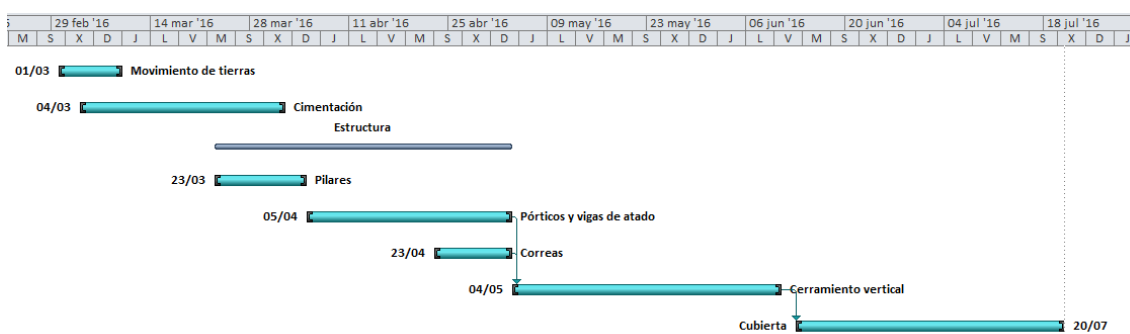 29 feb '16 14 mar '16 28 mar '16 11 abr '16 25 abr '16 09 may '16 23 may '16 06 jun '16 20 jun '16 04 jul '16 18 jul '16
M S X D J L V M S X D J L V M S X D J L V M S X D J L V M S X D J
01/03 Movimiento de tierras
04/03 Cimentación
Estructura
23/03 Pilares
05/04 Pórticos y vigas de atado
23/04 Correas
04/05 Cerramiento vertical
Cubierta 20/07